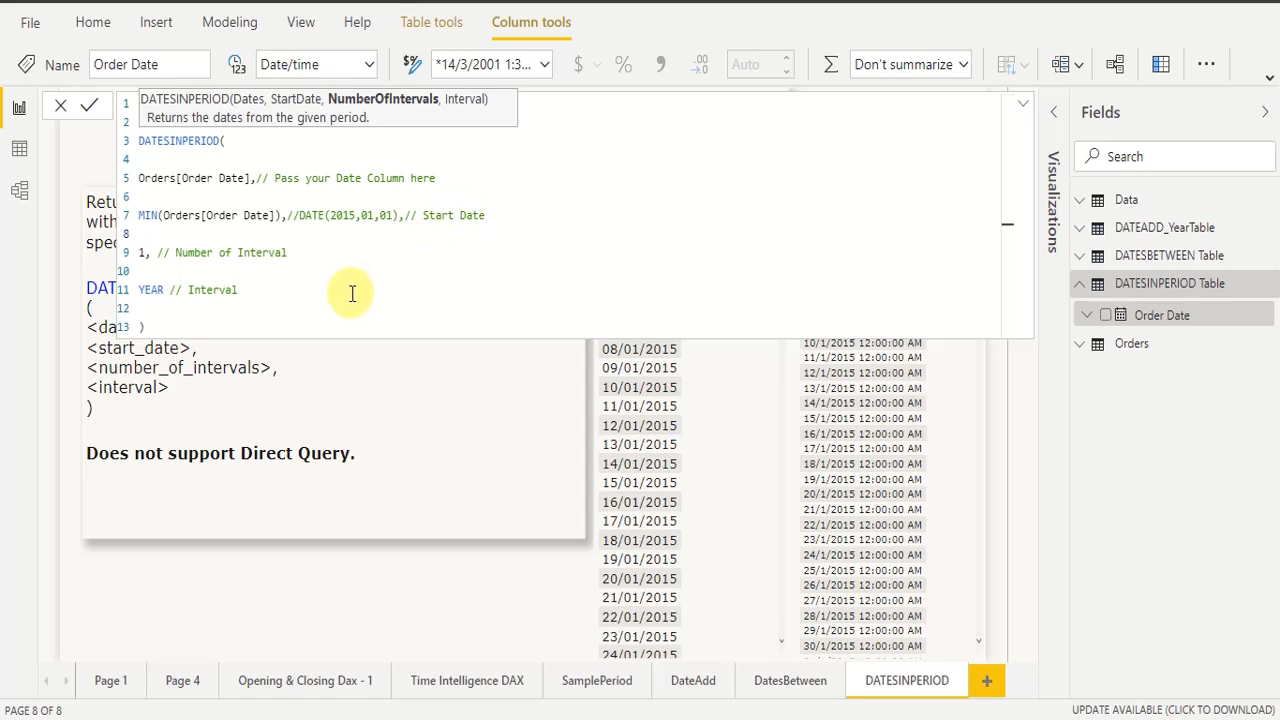 File Home Insert Modeling View Help Table tools Column tools
Name Order Date Date/time *14/3/2001 1:3... $ % Auto Don't summarize ...
1 DATESINPERIOD(Dates, StartDate, NumberOfIntervals, Interval)
2 Returns the dates from the given period.
3 DATESINPERIOD(
4
5 Orders[Order Date],// Pass your Date Column here
6
7 MIN(Orders[Order Date]),//DATE(2015,01,01),// Start Date
8
9 1, // Number of Interval
10
11 YEAR // Interval
12
13 )
Retu
with
spec
DAT
(
<da
<start_date>,
<number_of_intervals>,
<interval>
)
Does not support Direct Query.
08/01/2015
09/01/2015
10/01/2015
11/01/2015
12/01/2015
13/01/2015
14/01/2015
15/01/2015
16/01/2015
17/01/2015
18/01/2015
19/01/2015
20/01/2015
21/01/2015
22/01/2015
23/01/2015
24/01/2015
10/1/2015 12:00:00 AM
11/1/2015 12:00:00 AM
12/1/2015 12:00:00 AM
13/1/2015 12:00:00 AM
14/1/2015 12:00:00 AM
15/1/2015 12:00:00 AM
16/1/2015 12:00:00 AM
17/1/2015 12:00:00 AM
18/1/2015 12:00:00 AM
19/1/2015 12:00:00 AM
20/1/2015 12:00:00 AM
21/1/2015 12:00:00 AM
22/1/2015 12:00:00 AM
23/1/2015 12:00:00 AM
24/1/2015 12:00:00 AM
25/1/2015 12:00:00 AM
26/1/2015 12:00:00 AM
27/1/2015 12:00:00 AM
28/1/2015 12:00:00 AM
29/1/2015 12:00:00 AM
30/1/2015 12:00:00 AM
Visualizations
Fields
Search
Data
DATEADD_YearTable
DATESBETWEEN Table
DATESINPERIOD Table
Order Date
Orders
Page 1 Page 4 Opening & Closing Dax - 1 Time Intelligence DAX SamplePeriod DateAdd DatesBetween DATESINPERIOD +
PAGE 8 OF 8 UPDATE AVAILABLE (CLICK TO DOWNLOAD)